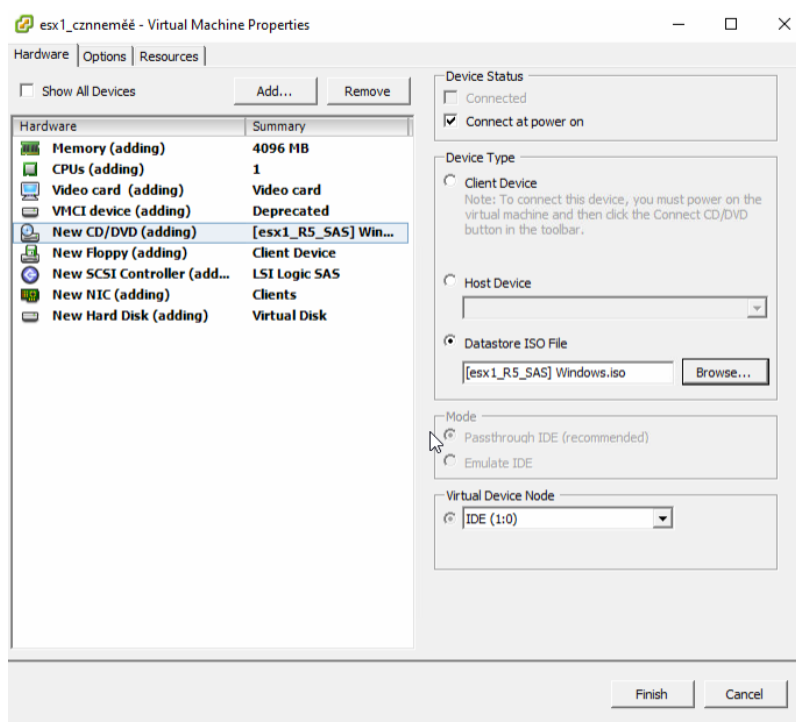 esx1_cznneméé - Virtual Machine Properties
Hardware Options Resources
Show All Devices
Add...
Remove
Hardware Summary
Memory (adding) 4096 MB
CPUs (adding) 1
Video card (adding) Video card
VMCI device (adding) Deprecated
New CD/DVD (adding) [esx1_R5_SAS] Win...
New Floppy (adding) Client Device
New SCSI Controller (add... LSI Logic SAS
New NIC (adding) Clients
New Hard Disk (adding) Virtual Disk
Device Status
Connected
Connect at power on
Device Type
Client Device
Note: To connect this device, you must power on the
virtual machine and then click the Connect CD/DVD
button in the toolbar.
Host Device
Datastore ISO File
[esx1_R5_SAS] Windows.iso
Browse...
Mode
Passthrough IDE (recommended)
Emulate IDE
Virtual Device Node
IDE (1:0)
Finish
Cancel